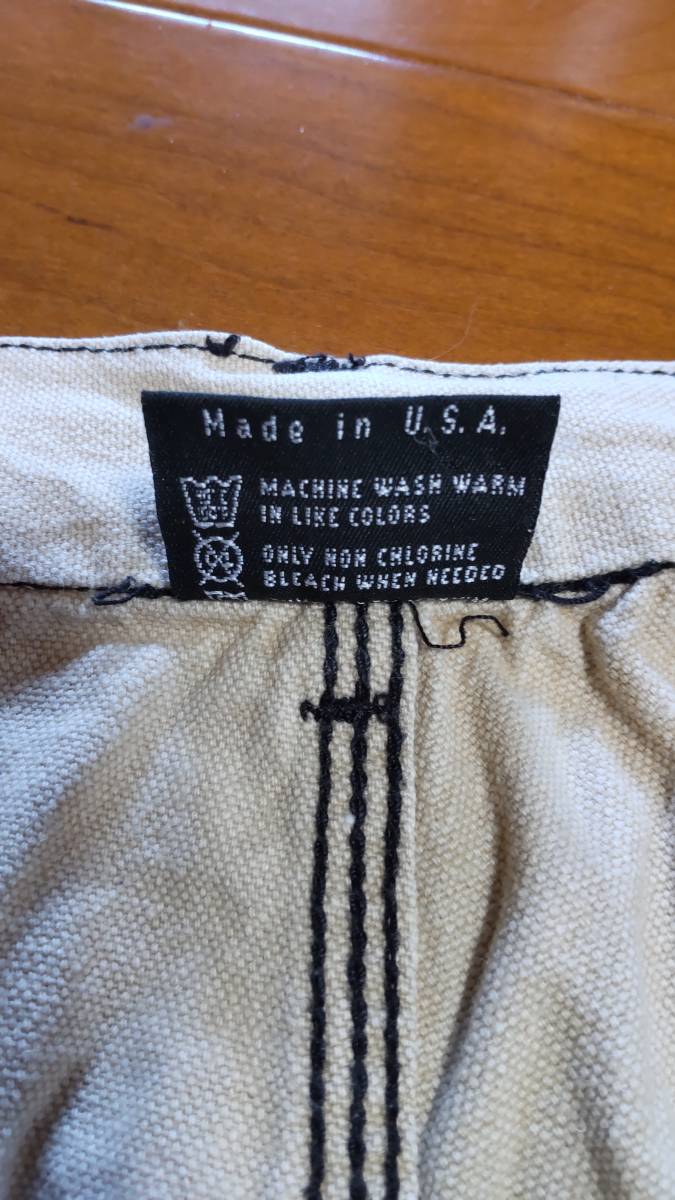 Made in U.S.A.
MACHINE WASH WARM
IN LIKE COLORS
ONLY NON CHLORINE
BLEACH WHEN NEEDED